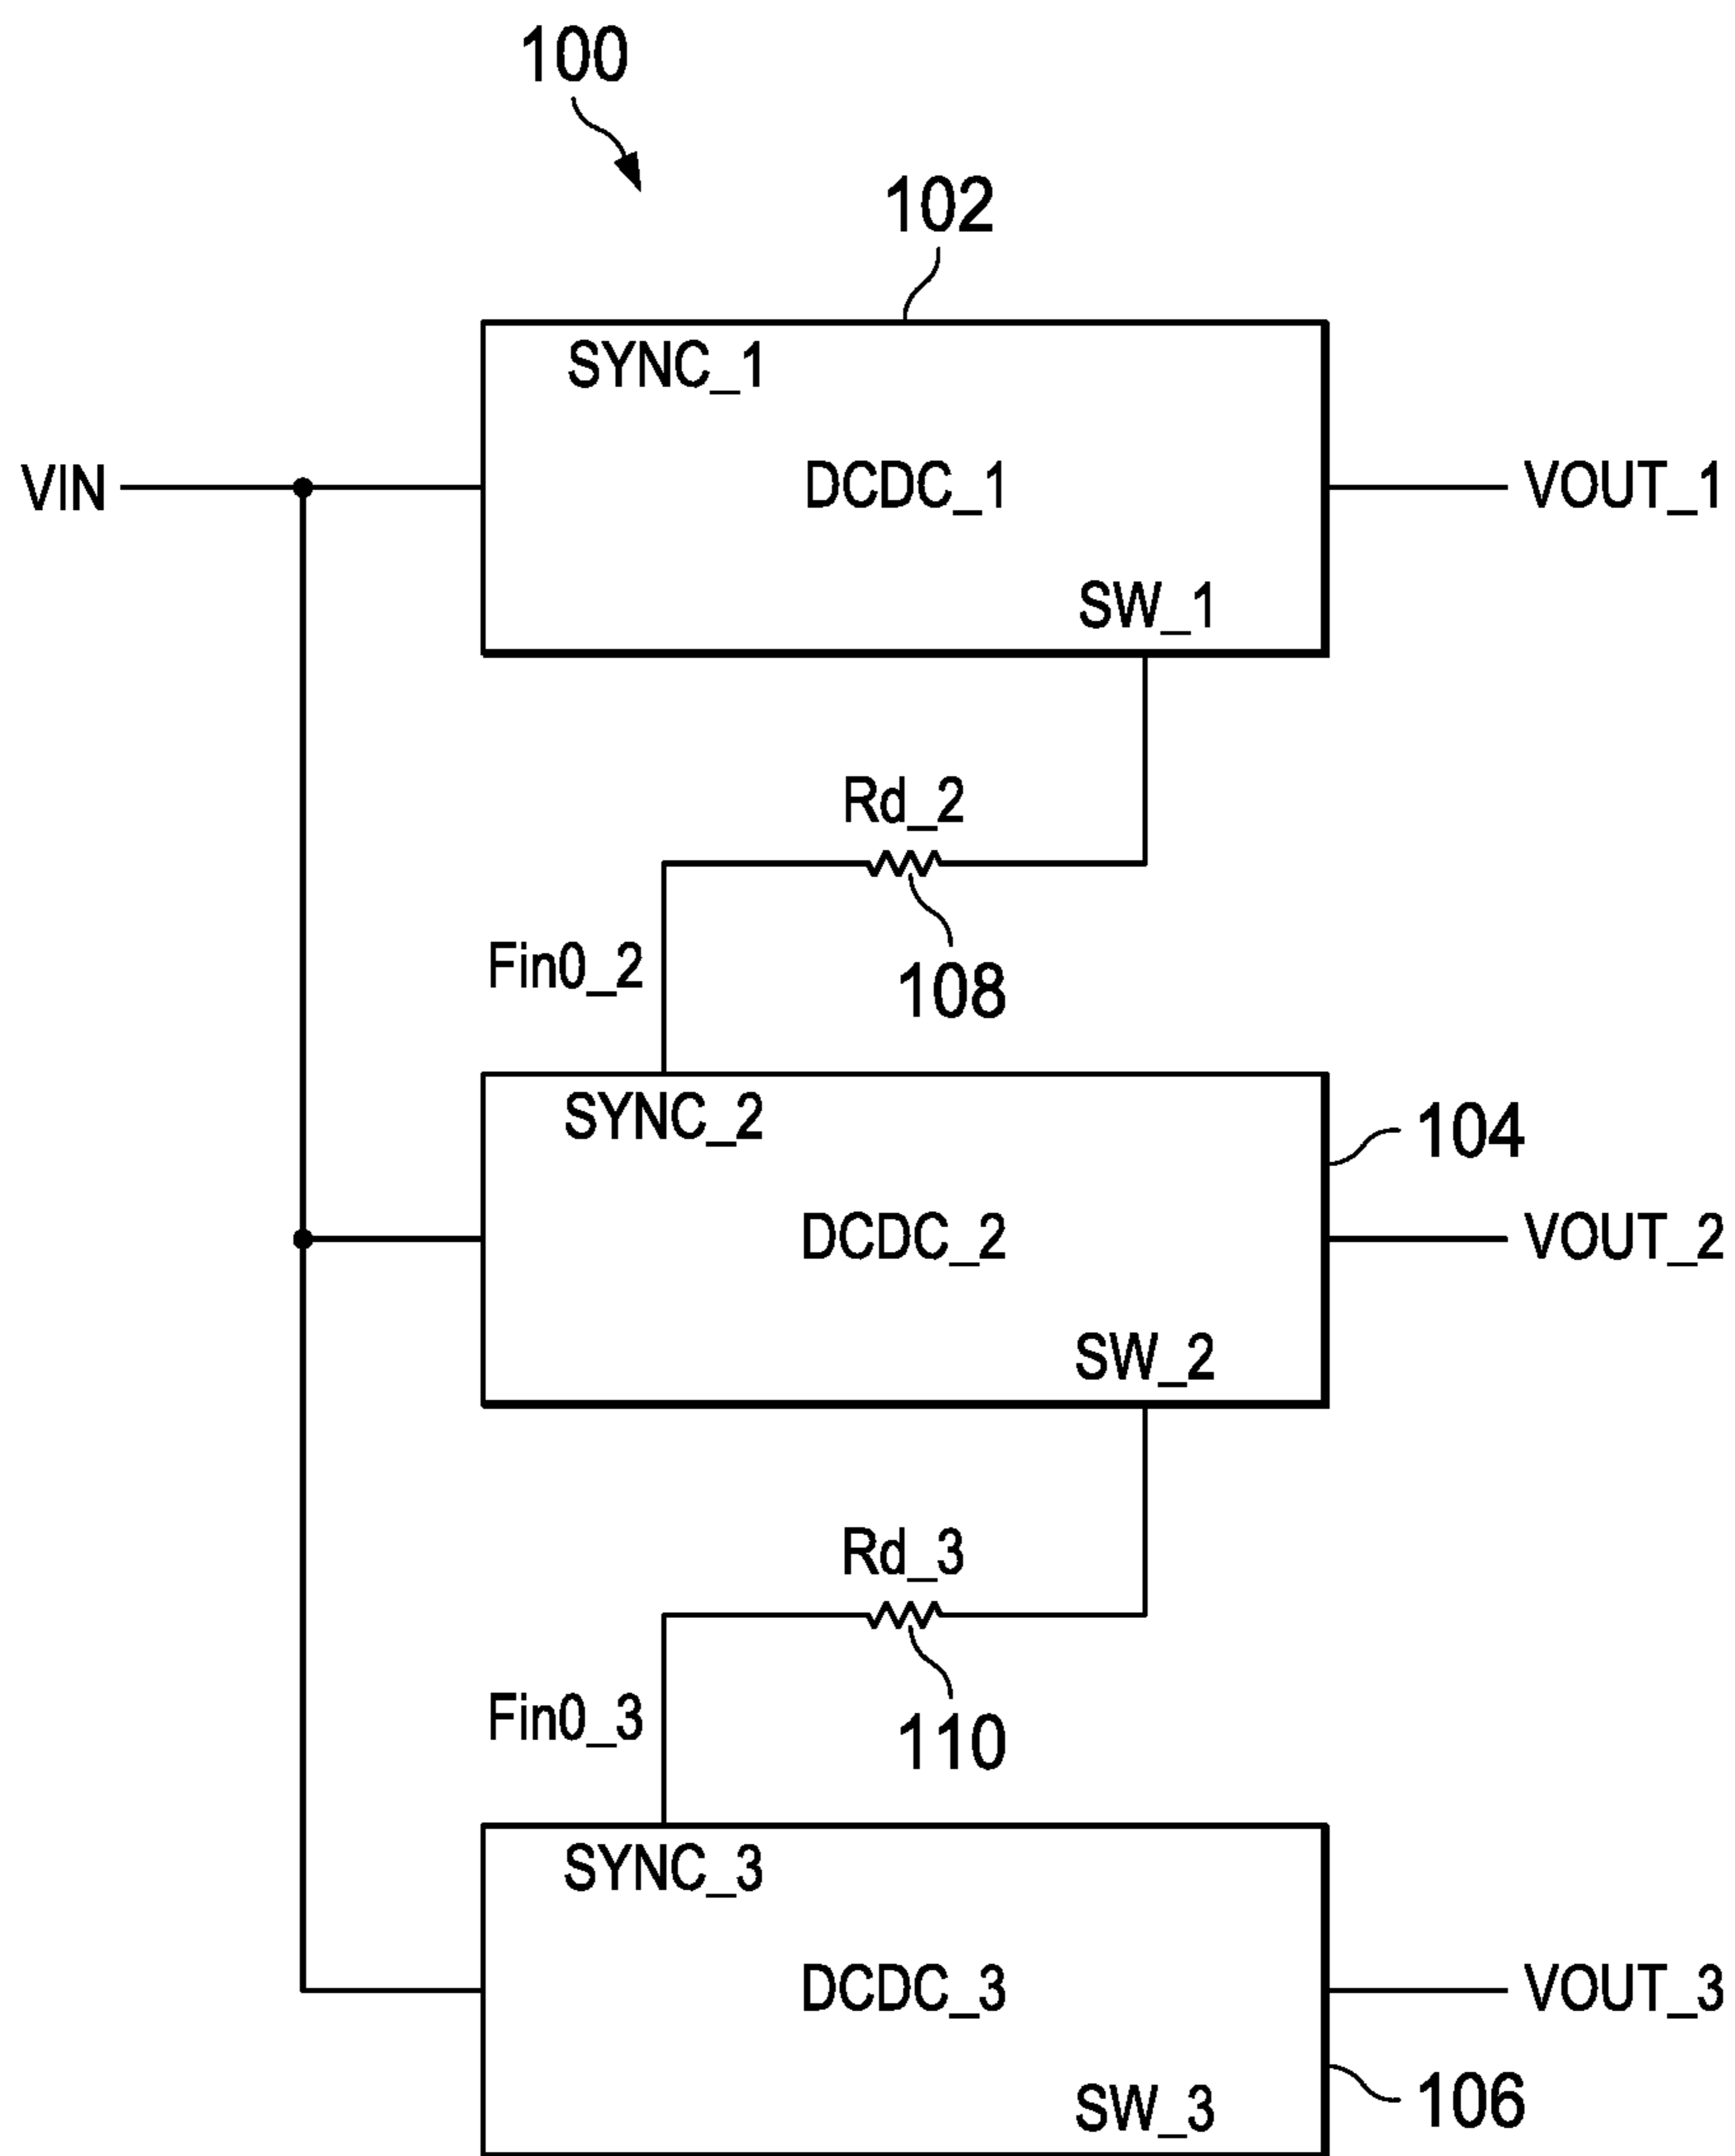 100
102
SYNC_1
VIN
DCDC_1
VOUT_1
SW_1
Rd_2
Fin0_2
108
SYNC_2
104
DCDC_2
VOUT_2
SW_2
Rd_3
Fin0_3
110
SYNC_3
DCDC_3
VOUT_3
106
SW_3